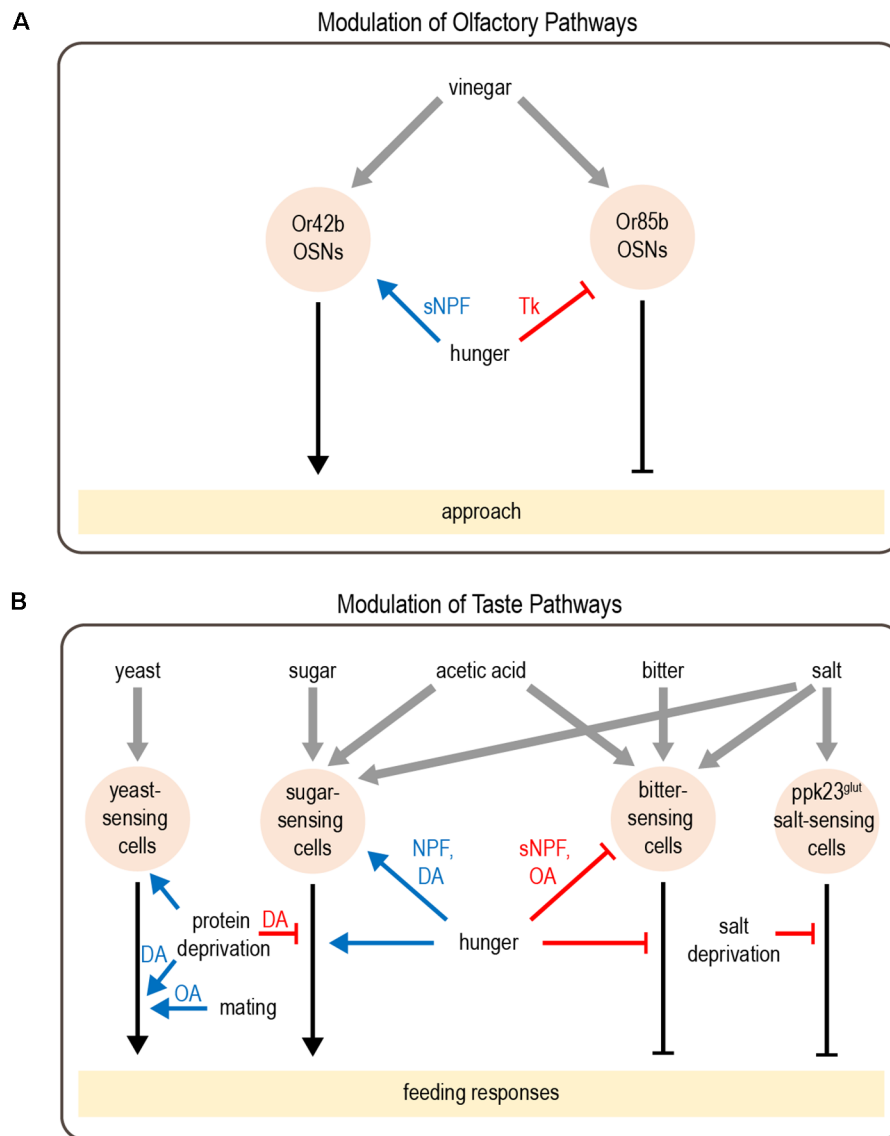 A
Modulation of Olfactory Pathways
vinegar
Or42b
OSNs
Or85b
OSNs
sNPF
Tk
hunger
approach
B
Modulation of Taste Pathways
yeast
sugar
acetic acid
bitter
salt
yeast-
sensing
cells
sugar-
sensing
cells
bitter-
sensing
cells
ppk23glut
salt-sensing
cells
NPF,
DA
sNPF,
OA
protein
deprivation
DA
hunger
salt
deprivation
DA
OA
mating
feeding responses